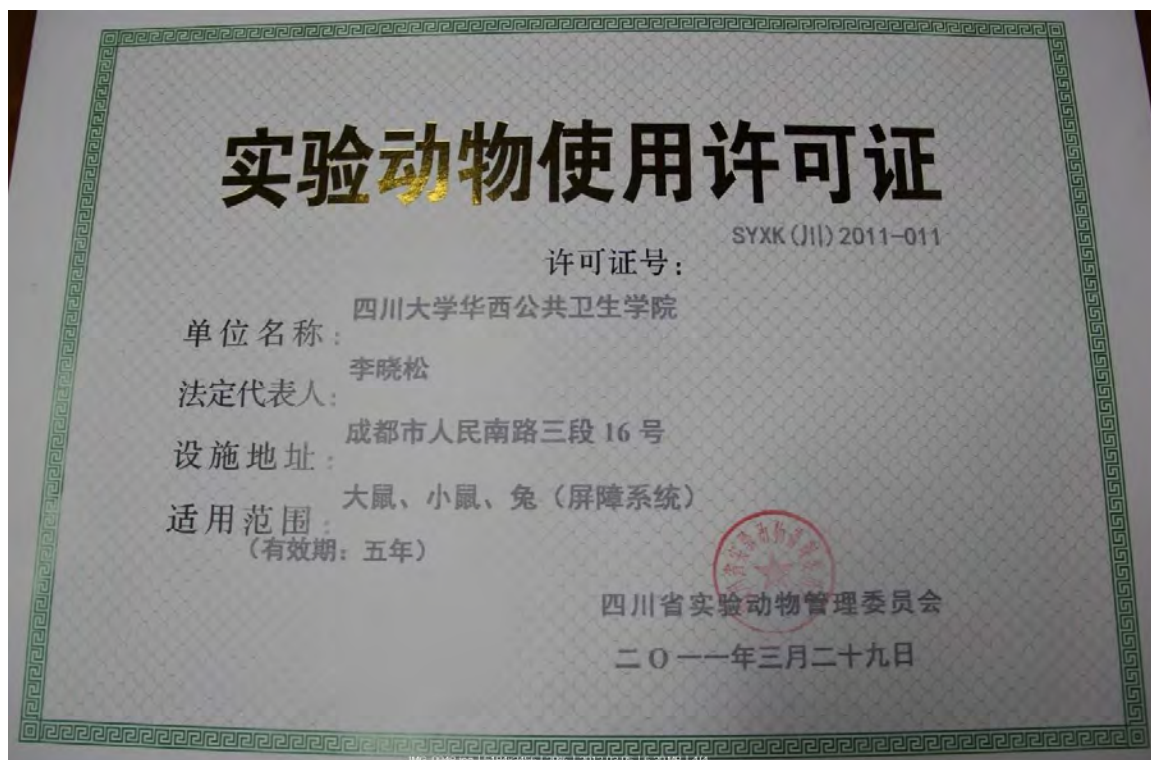 实验动物使用许可证
SYXK(川)2011-011
许可证号：
单位名称：四川大学华西公共卫生学院
法定代表人：李晓松
设施地址：成都市人民南路三段 16 号
适用范围：大鼠、小鼠、兔（屏障系统）
（有效期：五年）
四川省实验动物管理委员会
二O一一年三月二十九日